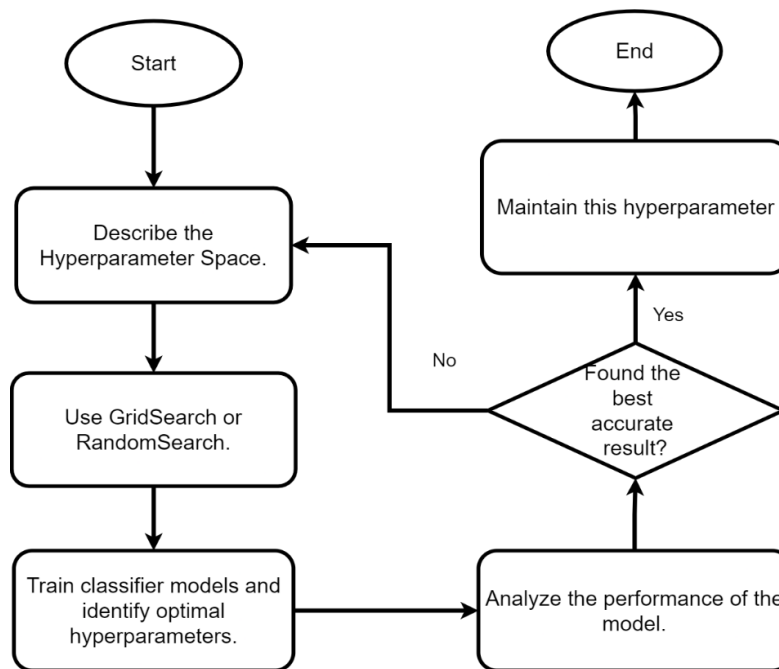 Start
Describe the
Hyperparameter Space.
Use GridSearch or
RandomSearch.
Train classifier models and
identify optimal
hyperparameters.
Analyze the performance of the
model.
Found the
best
accurate
result?
No
Yes
Maintain this hyperparameter
End